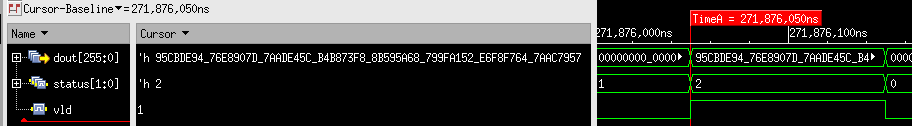 Cursor-Baseline▼=271,876,050ns
TimeA = 271,876,050ns
Name▼ Cursor▼ 271,876,000ns 271,876,100ns
dout[255:0] 'h 95CBDE94_76E8907D_7AADE45C_B4B873F8_8B595A68_799FA152_E6F8F764_7AAC7957 00000000_0000 95CBDE94_76E8907D_7AADE45C_B4 0000
status[1:0] 'h 2 1 2 0
vld 1